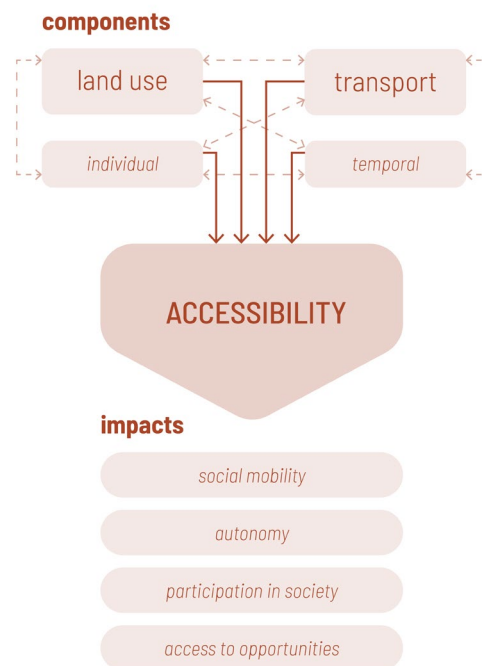 components
land use
transport
individual
temporal
ACCESSIBILITY
impacts
social mobility
autonomy
participation in society
access to opportunities